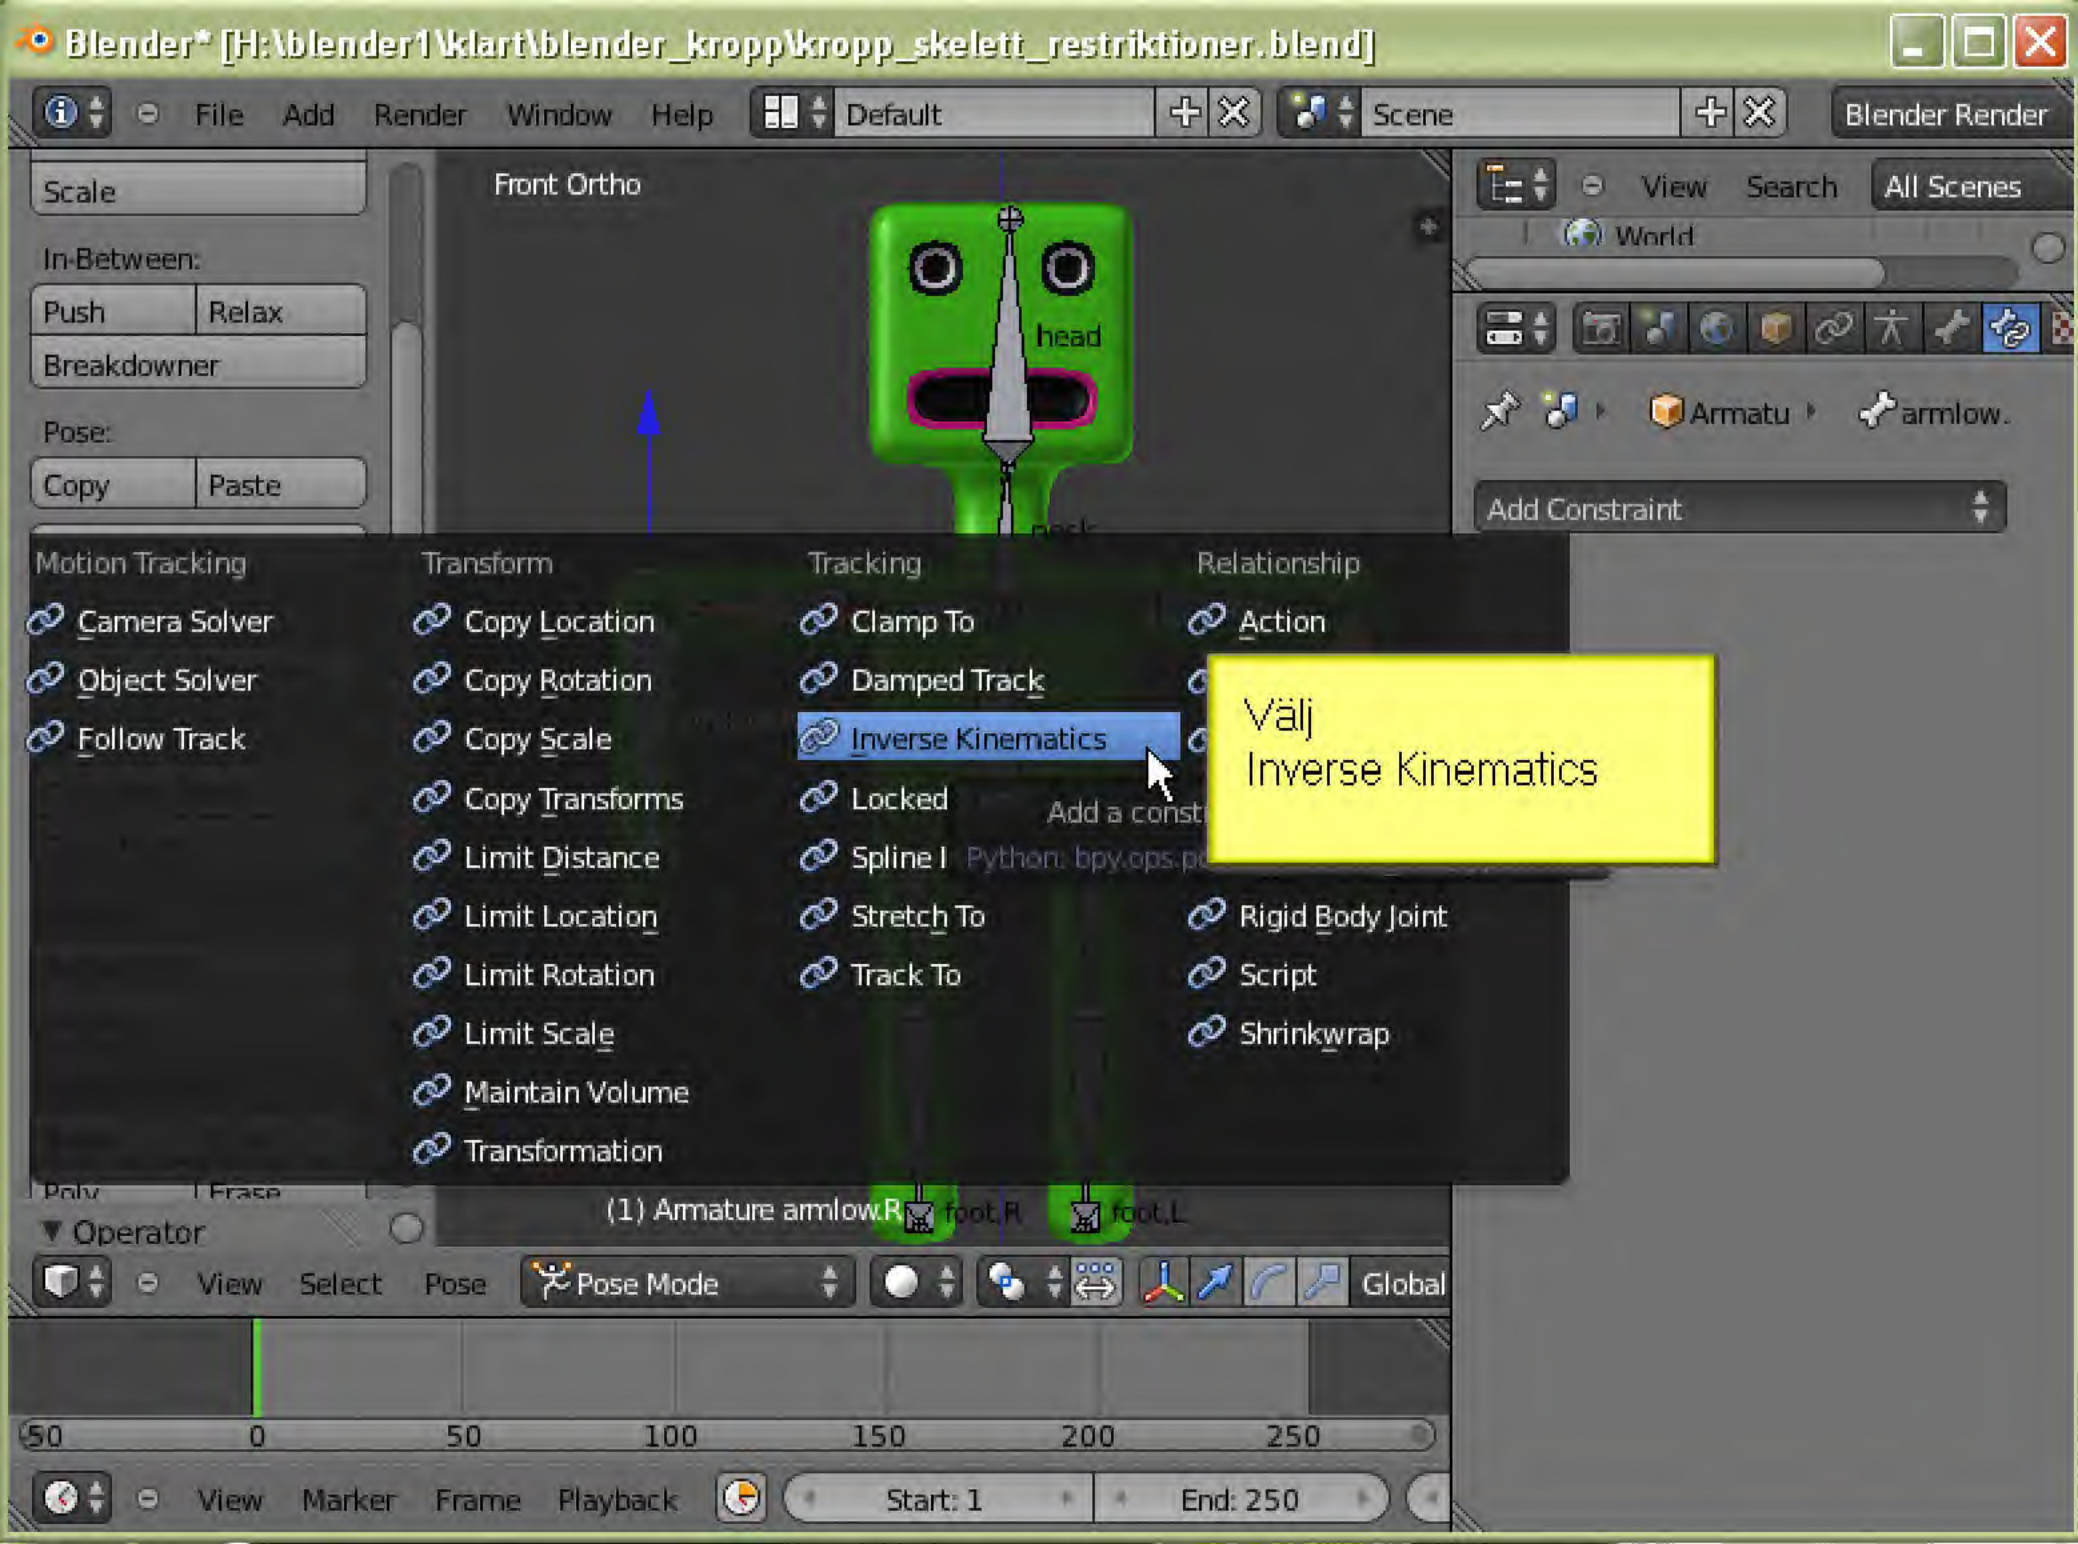 Blender* [H:\blender1\klart\blender_kropp\kropp_skelett_restriktioner.blend]
File Add Render Window Help Default Scene Blender Render
Scale
In-Between:
Push Relax
Breakdowner
Pose:
Copy Paste
Front Ortho
head
neck
View Search All Scenes
World
Armatu armlow.
Add Constraint
Motion Tracking
Camera Solver
Object Solver
Follow Track
Transform
Copy Location
Copy Rotation
Copy Scale
Copy Transforms
Limit Distance
Limit Location
Limit Rotation
Limit Scale
Maintain Volume
Transformation
Tracking
Clamp To
Damped Track
Inverse Kinematics
Locked
Spline I
Stretch To
Track To
Add a const
Python: bpy.ops.po
Relationship
Action
Rigid Body Joint
Script
Shrinkwrap
Välj
Inverse Kinematics
Poly Erase
Operator
(1) Armature armlow.R
foot.R
foot.L
View Select Pose Pose Mode Global
-50 0 50 100 150 200 250
View Marker Frame Playback Start: 1 End: 250